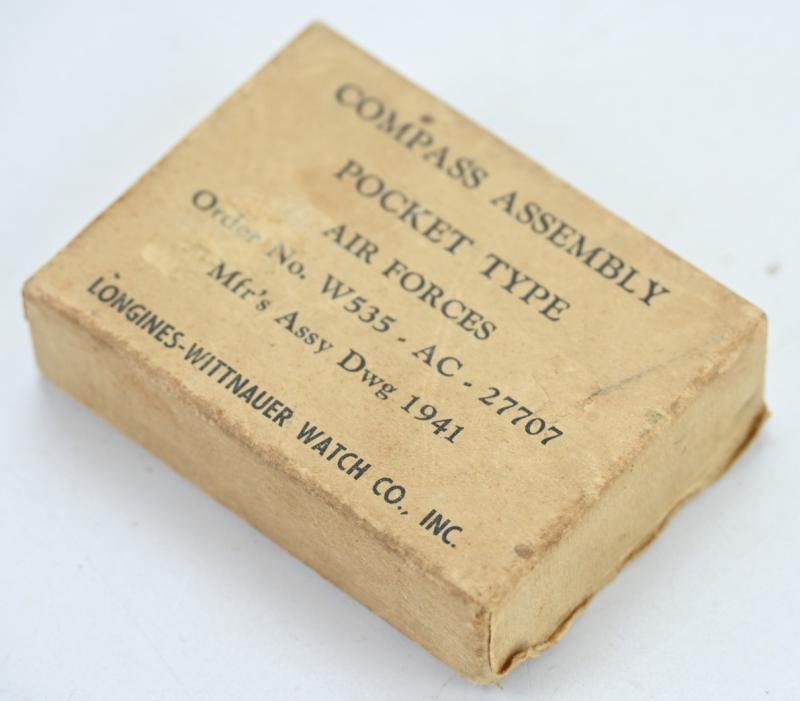 COMPASS ASSEMBLY
POCKET TYPE
AIR FORCES
Order No. W535 - AC - 27707
Mfr's Assy Dwg 1941
LONGINES-WITTNAUER WATCH CO., INC.